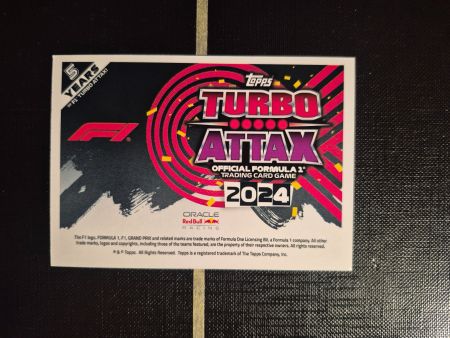 5
YEARS
OF F1 TURBO ATTAX!
F1
Topps
TURBO
ATTAX
OFFICIAL FORMULA 1®
TRADING CARD GAME
2024
ORACLE
Red Bull
RACING
The F1 logo, FORMULA 1, F1, GRAND PRIX and related marks are trade marks of Formula One Licensing BV, a Formula 1 company. All other
trade marks, logos and copyrights, including those of the teams featured, are the property of their respective owners. All rights reserved.
® & © Topps. All Rights Reserved. Topps is a registered trademark of The Topps Company, Inc.